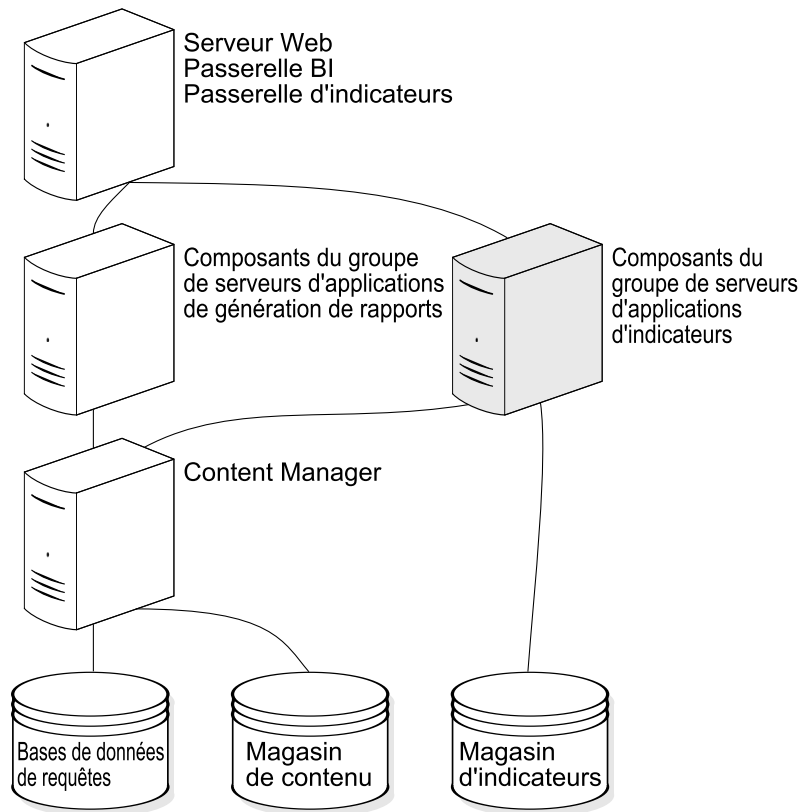 Serveur Web
Passerelle BI
Passerelle d'indicateurs
Composants du groupe
de serveurs d'applications
de génération de rapports
Composants du
groupe de serveurs
d'applications
d'indicateurs
Content Manager
Bases de données
de requêtes
Magasin
de contenu
Magasin
d'indicateurs